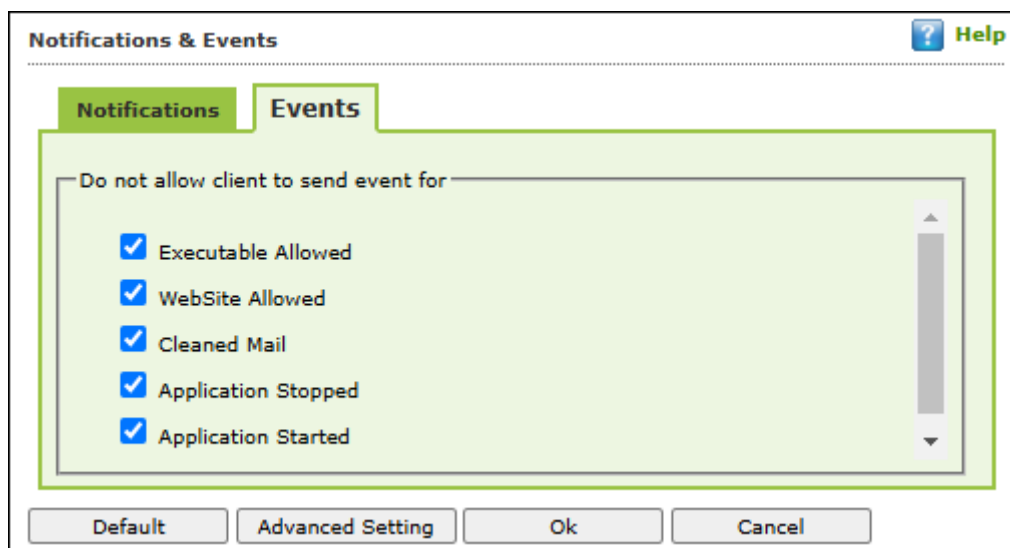 Notifications & Events
? Help
Notifications Events
Do not allow client to send event for
Executable Allowed
WebSite Allowed
Cleaned Mail
Application Stopped
Application Started
Default Advanced Setting Ok Cancel